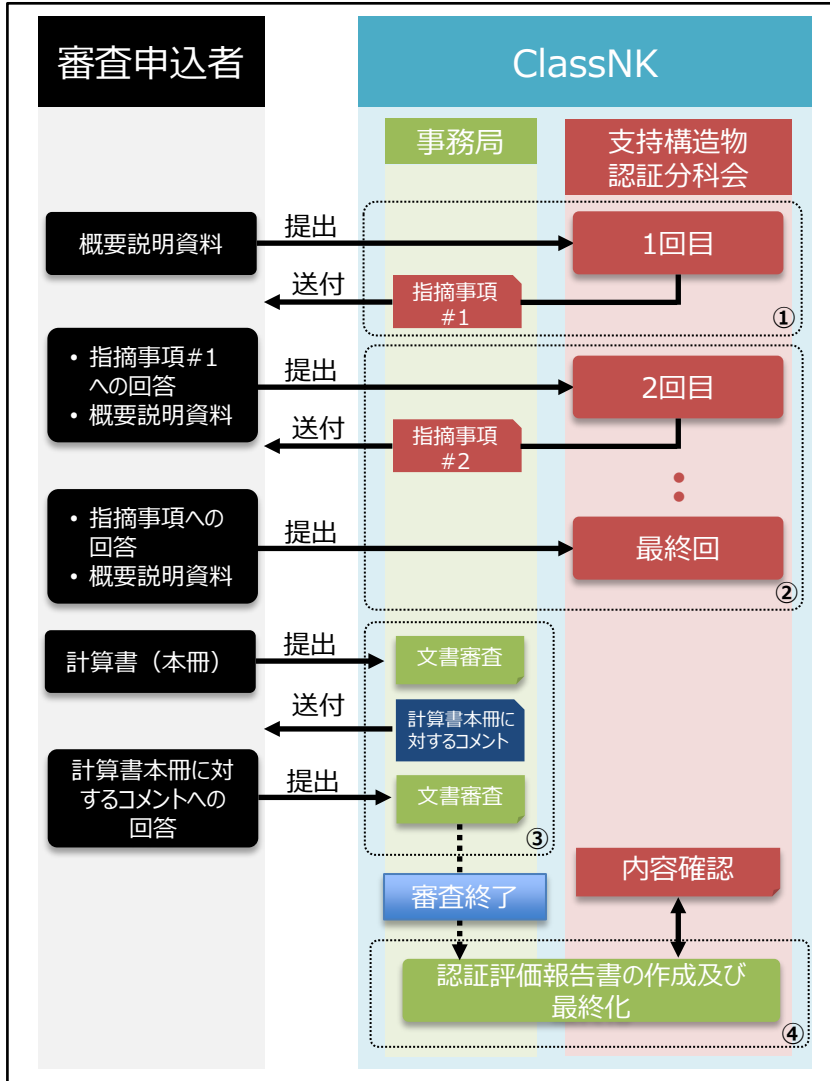 審査申込者
ClassNK
事務局
支持構造物
認証分科会
概要説明資料
提出
1回目
送付
指摘事項
#1
①
• 指摘事項#1
への回答
• 概要説明資料
提出
2回目
送付
指摘事項
#2
• 指摘事項への
回答
• 概要説明資料
提出
最終回
②
計算書（本冊）
提出
文書審査
送付
計算書本冊に
対するコメント
計算書本冊に対
するコメントへの
回答
提出
文書審査
③
審査終了
内容確認
認証評価報告書の作成及び
最終化
④